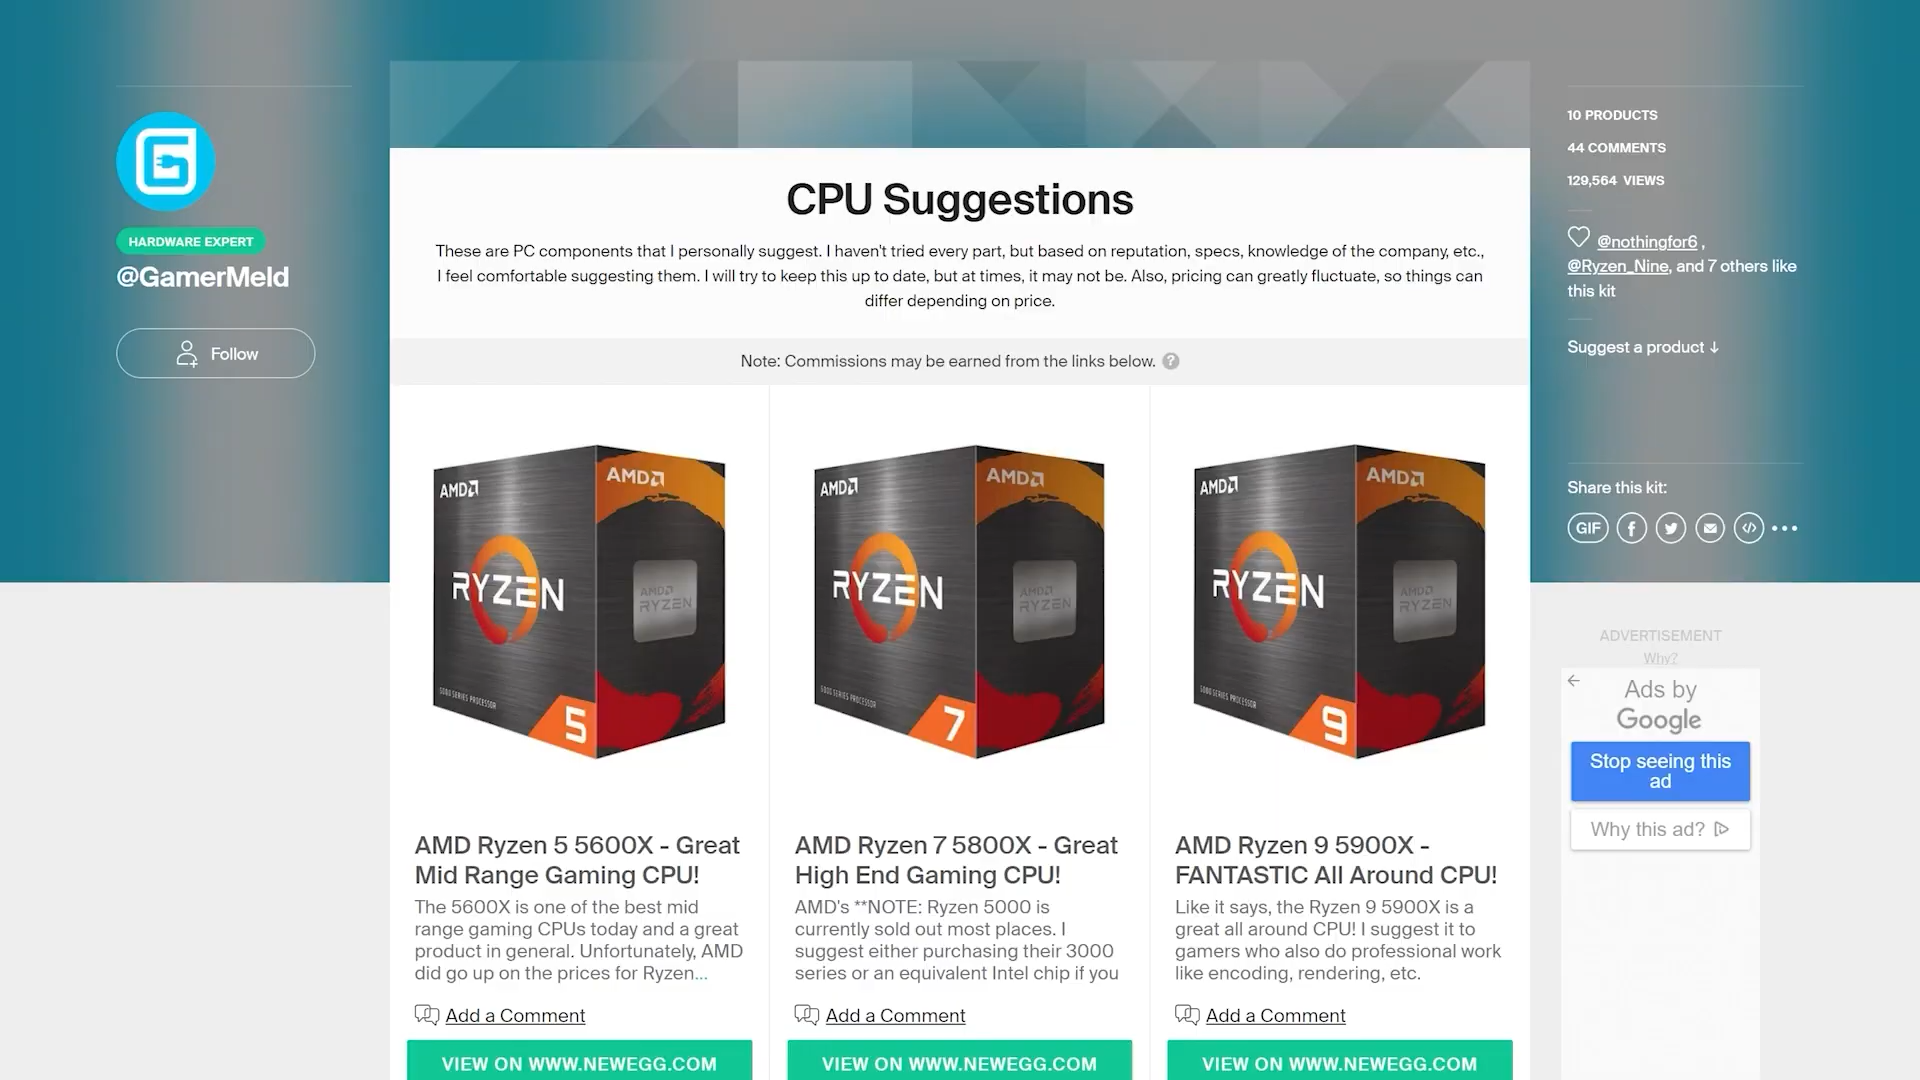 HARDWARE EXPERT
@GamerMeld
Follow
CPU Suggestions
These are PC components that I personally suggest. I haven't tried every part, but based on reputation, specs, knowledge of the company, etc.,
I feel comfortable suggesting them. I will try to keep this up to date, but at times, it may not be. Also, pricing can greatly fluctuate, so things can
differ depending on price.
Note: Commissions may be earned from the links below. ?
AMD
AMD
RYZEN
AMD
RYZEN
5000 SERIES PROCESSOR
5
AMD Ryzen 5 5600X - Great
Mid Range Gaming CPU!
The 5600X is one of the best mid
range gaming CPUs today and a great
product in general. Unfortunately, AMD
did go up on the prices for Ryzen...
Add a Comment
VIEW ON WWW.NEWEGG.COM
AMD
AMD
RYZEN
AMD
RYZEN
5000 SERIES PROCESSOR
7
AMD Ryzen 7 5800X - Great
High End Gaming CPU!
AMD's **NOTE: Ryzen 5000 is
currently sold out most places. I
suggest either purchasing their 3000
series or an equivalent Intel chip if you
Add a Comment
VIEW ON WWW.NEWEGG.COM
AMD
AMD
RYZEN
AMD
RYZEN
5000 SERIES PROCESSOR
9
AMD Ryzen 9 5900X -
FANTASTIC All Around CPU!
Like it says, the Ryzen 9 5900X is a
great all around CPU! I suggest it to
gamers who also do professional work
like encoding, rendering, etc.
Add a Comment
VIEW ON WWW.NEWEGG.COM
10 PRODUCTS
44 COMMENTS
129,564 VIEWS
@nothingfor6 ,
@Ryzen_Nine, and 7 others like
this kit
Suggest a product ↓
Share this kit:
GIF
ADVERTISEMENT
Why?
Ads by
Google
Stop seeing this
ad
Why this ad?